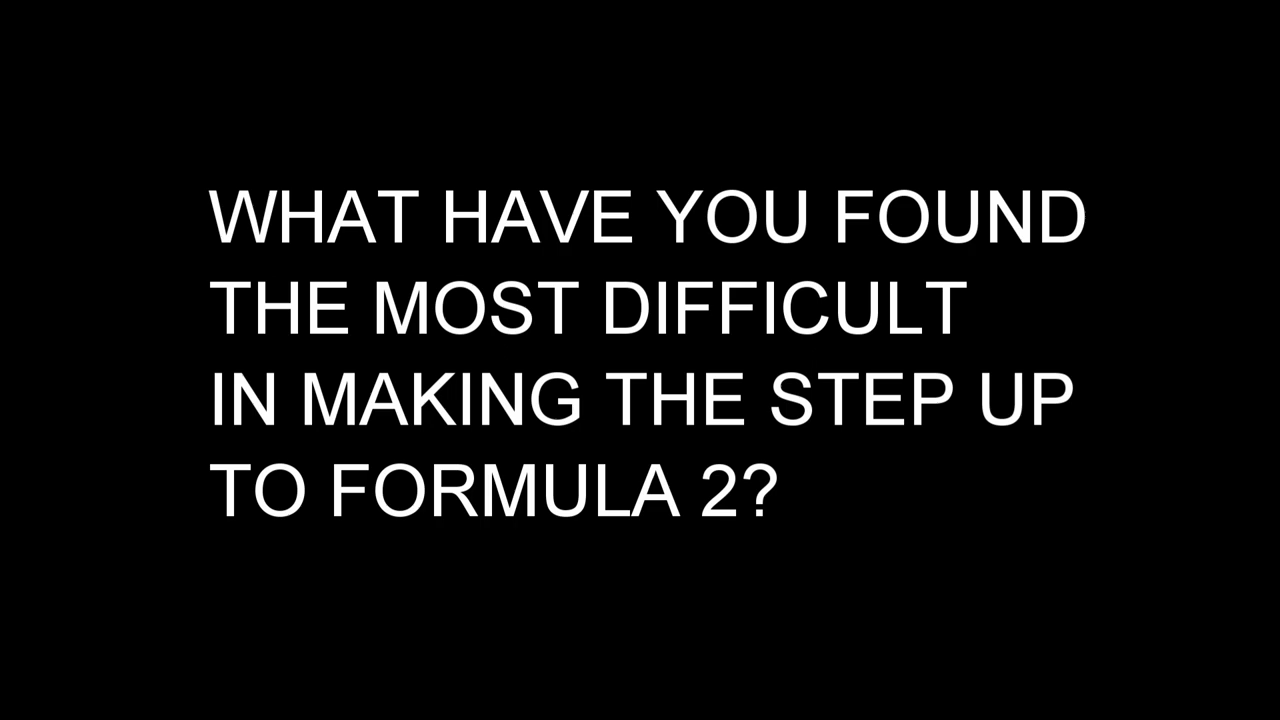 WHAT HAVE YOU FOUND
THE MOST DIFFICULT
IN MAKING THE STEP UP
TO FORMULA 2?